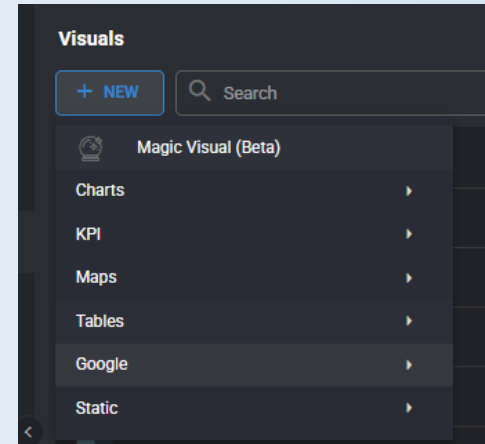 Visuals
+ NEW
Search
Magic Visual (Beta)
Charts
KPI
Maps
Tables
Google
Static